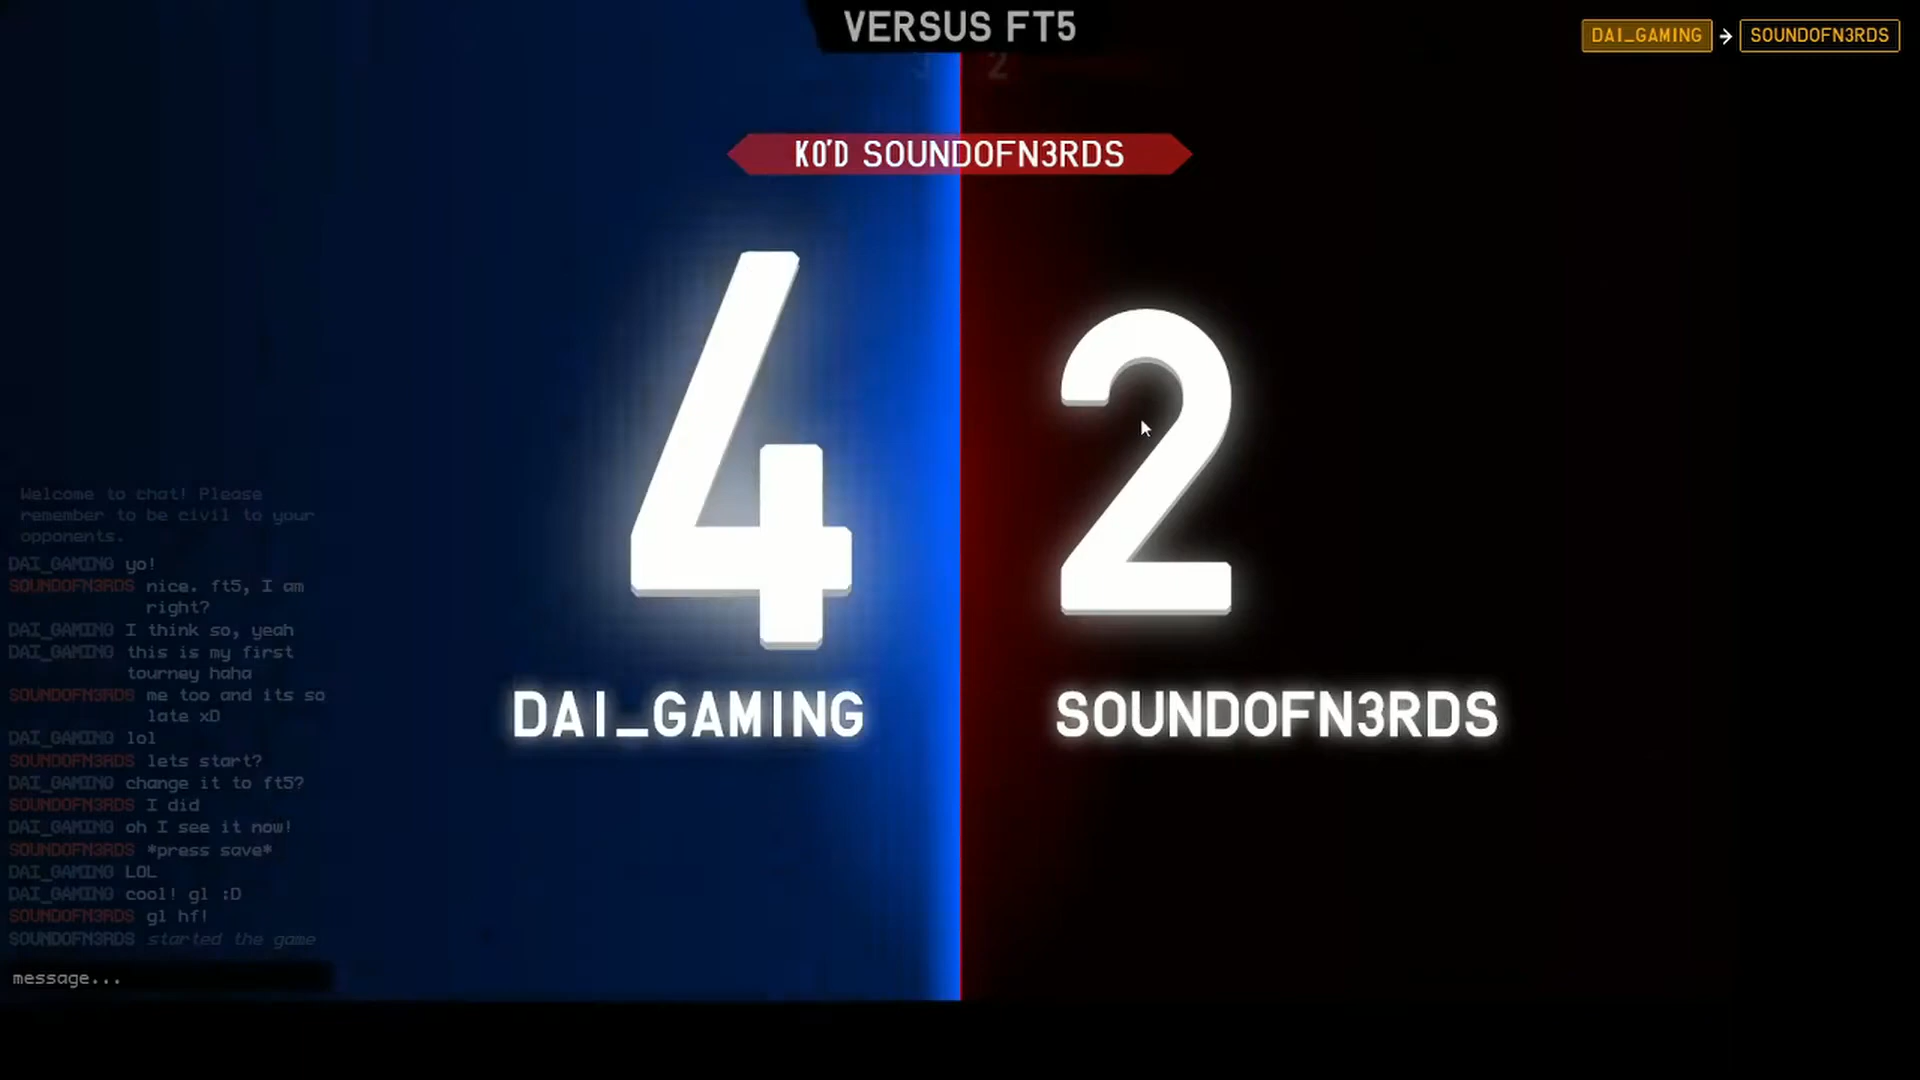 VERSUS FT5
DAI_GAMING → SOUNDOFN3RDS
2
KO'D SOUNDOFN3RDS
4 2
DAI_GAMING SOUNDOFN3RDS
Welcome to chat! Please
remember to be civil to your
opponents.
DAI_GAMING yo!
SOUNDOFN3RDS nice. ft5, I am
right?
DAI_GAMING I think so, yeah
DAI_GAMING this is my first
tourney haha
SOUNDOFN3RDS me too and its so
late xD
DAI_GAMING lol
SOUNDOFN3RDS lets start?
DAI_GAMING change it to ft5?
SOUNDOFN3RDS I did
DAI_GAMING oh I see it now!
SOUNDOFN3RDS *press save*
DAI_GAMING LOL
DAI_GAMING cool! gl :D
SOUNDOFN3RDS gl hf!
SOUNDOFN3RDS started the game
message...